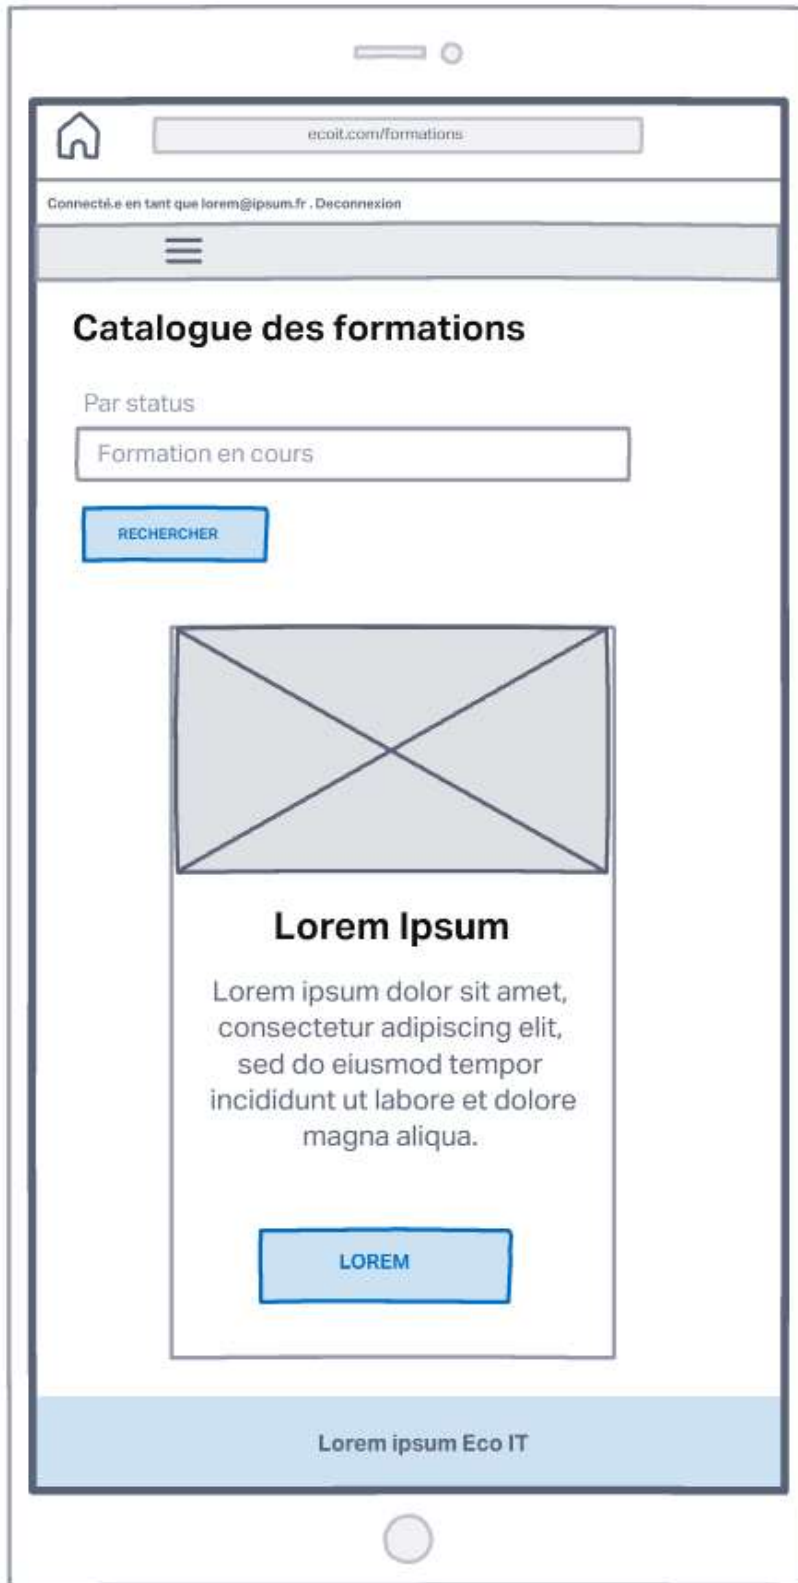 ecoit.com/formations
Connecté.e en tant que lorem@ipsum.fr . Deconnexion
Catalogue des formations
Par status
Formation en cours
RECHERCHER
Lorem Ipsum
Lorem ipsum dolor sit amet,
consectetur adipiscing elit,
sed do eiusmod tempor
incididunt ut labore et dolore
magna aliqua.
LOREM
Lorem ipsum Eco IT